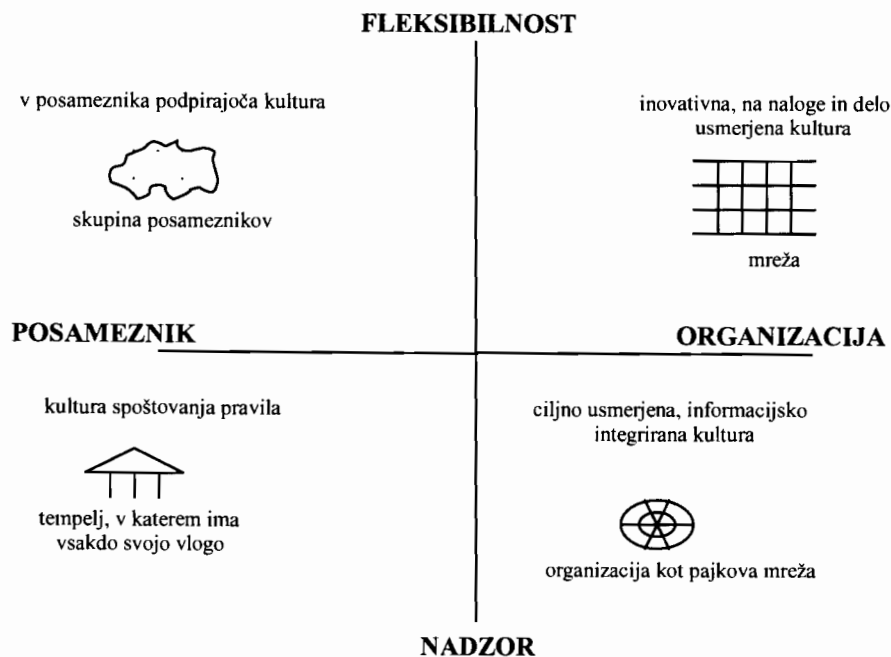 FLEKSIBILNOST
v posameznika podpirajoča kultura
skupina posameznikov
inovativna, na naloge in delo
usmerjena kultura
mreža
POSAMEZNIK
ORGANIZACIJA
kultura spoštovanja pravila
tempelj, v katerem ima
vsakdo svojo vlogo
ciljno usmerjena, informacijsko
integrirana kultura
organizacija kot pajkova mreža
NADZOR